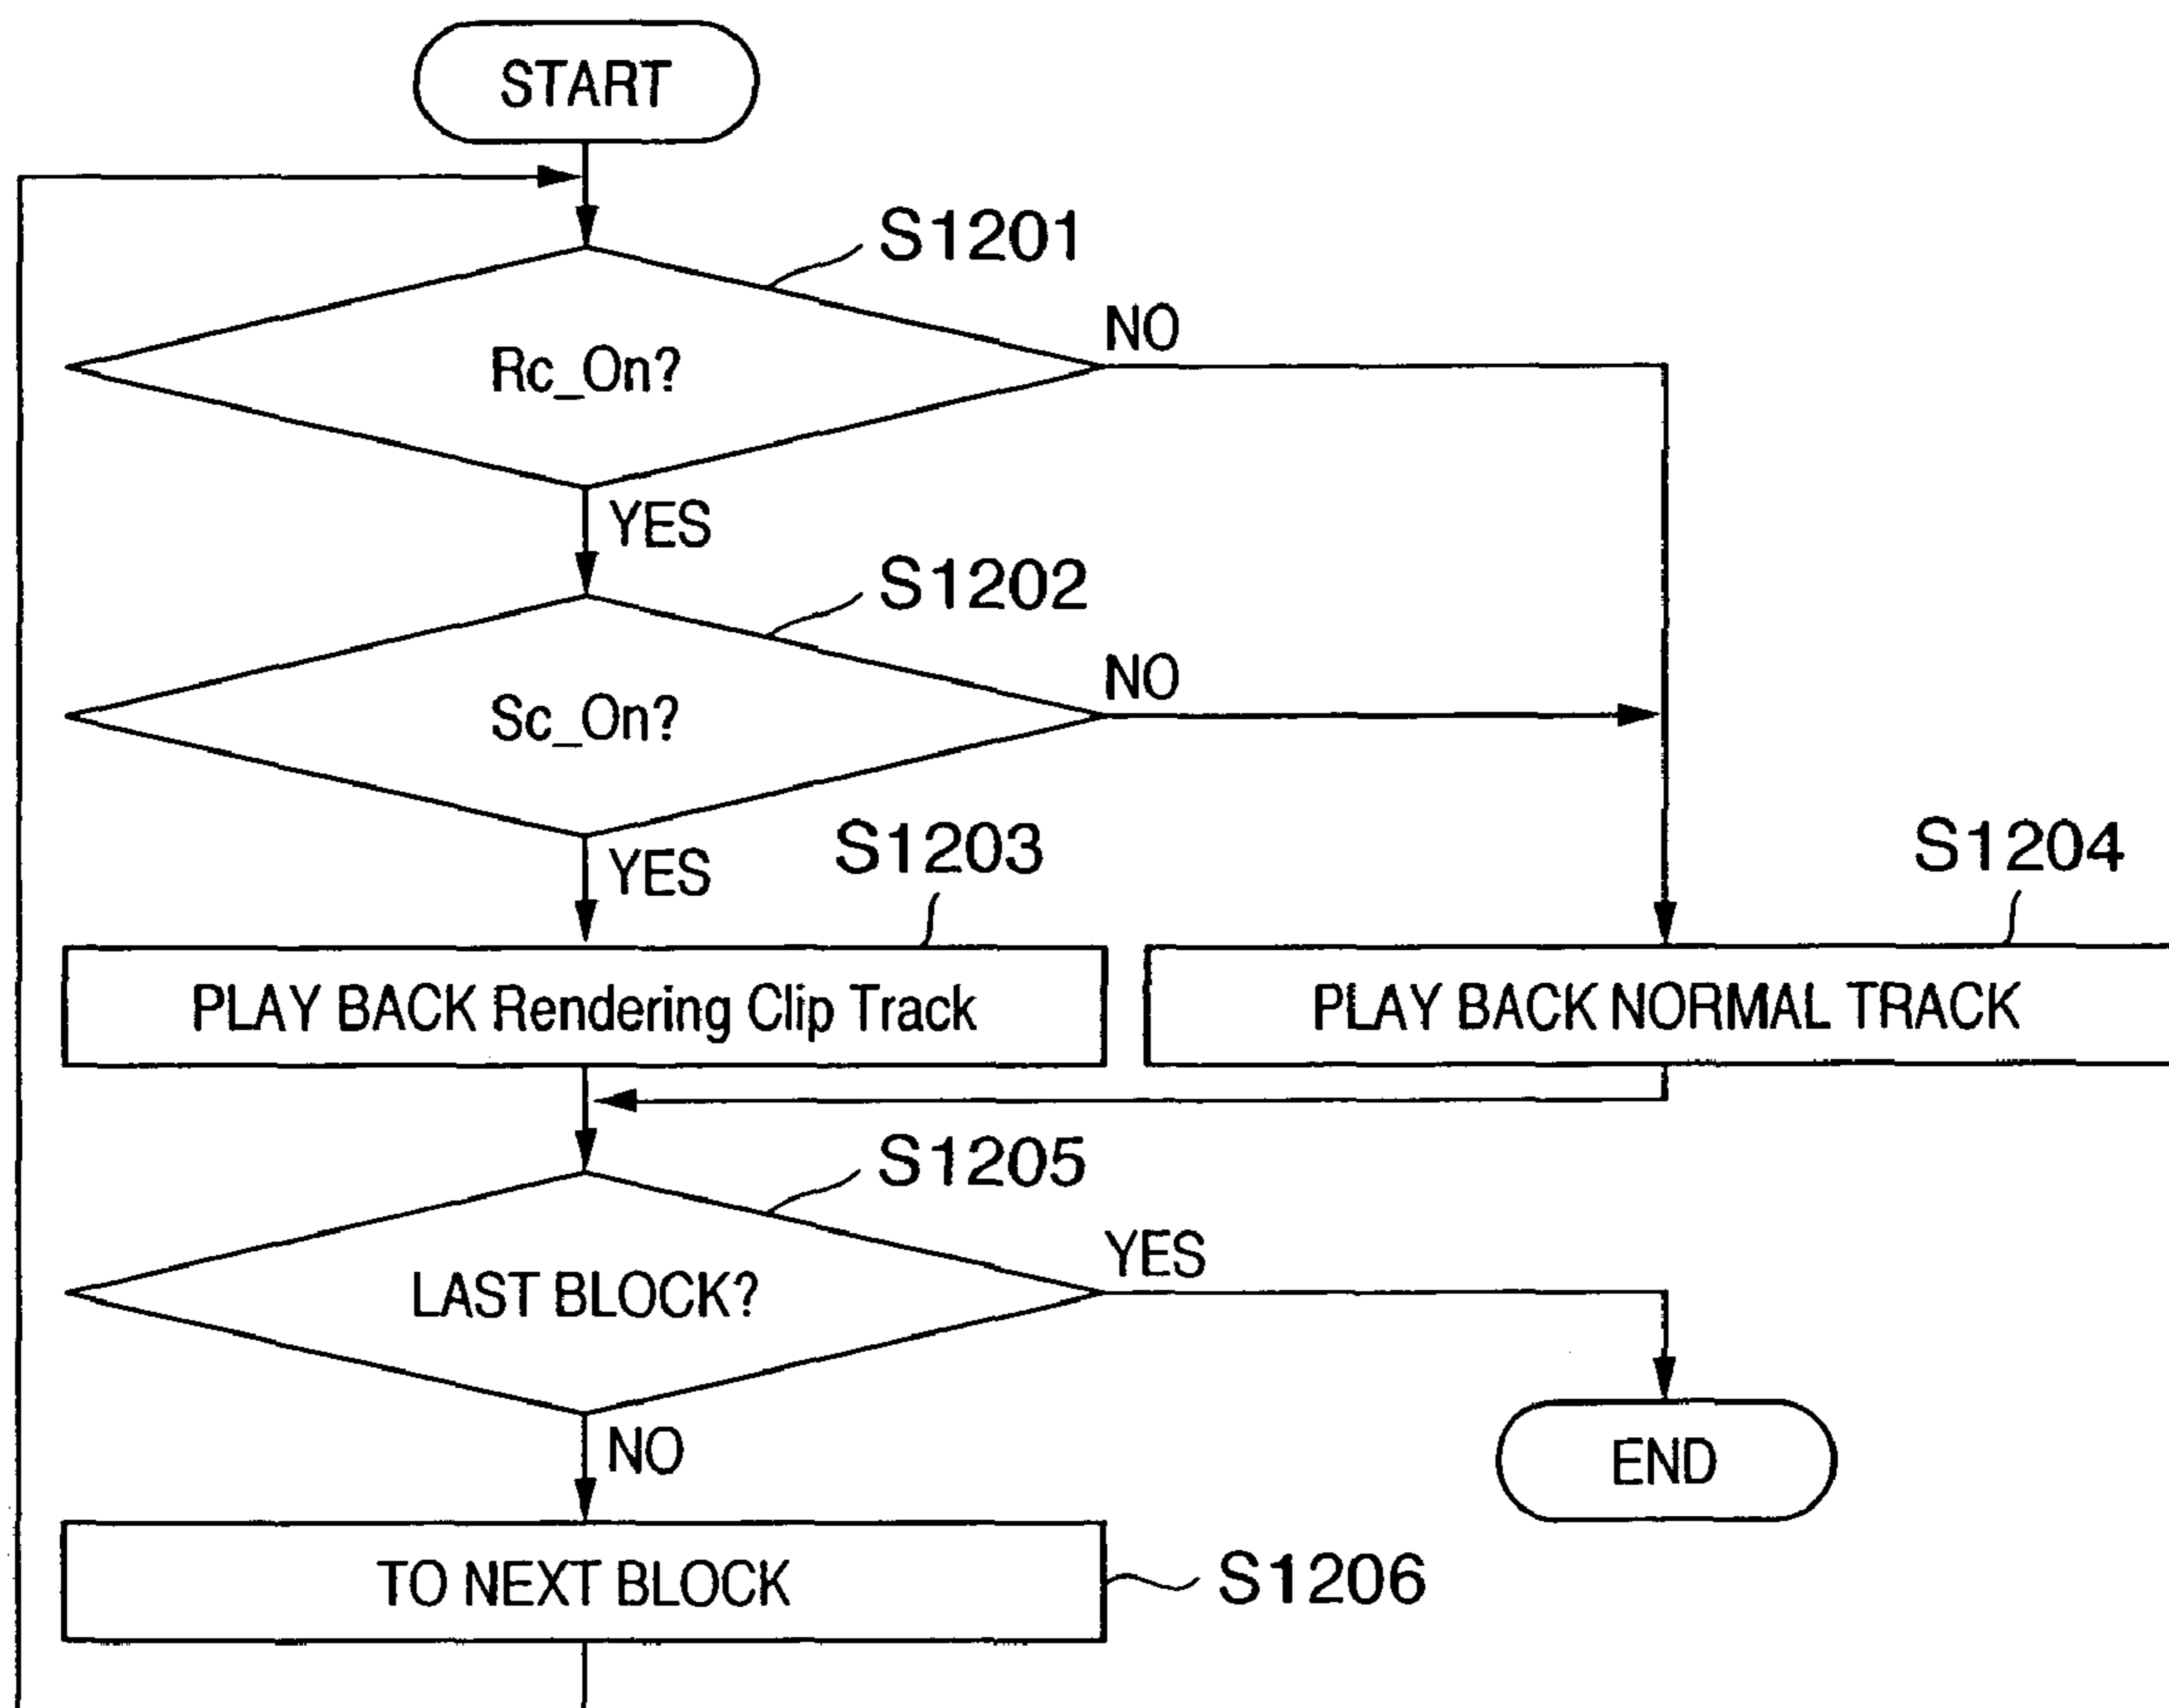 START
S1201
Rc_On?
NO
YES
S1202
Sc_On?
NO
YES
S1203
S1204
PLAY BACK Rendering Clip Track
PLAY BACK NORMAL TRACK
S1205
LAST BLOCK?
YES
NO
END
TO NEXT BLOCK
S1206